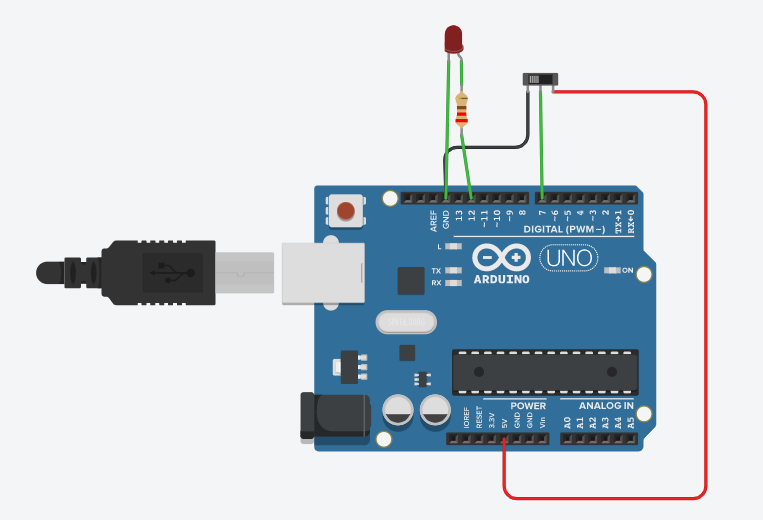 AREF
GND
13
12
~11
~10
~9
8
7
~6
~5
4
~3
2
TX→1
RX←0
DIGITAL (PWM~)
L
TX
RX
UNO
ARDUINO
ON
POWER
ANALOG IN
IOREF
RESET
3.3V
5V
GND
GND
Vin
A0
A1
A2
A3
A4
A5